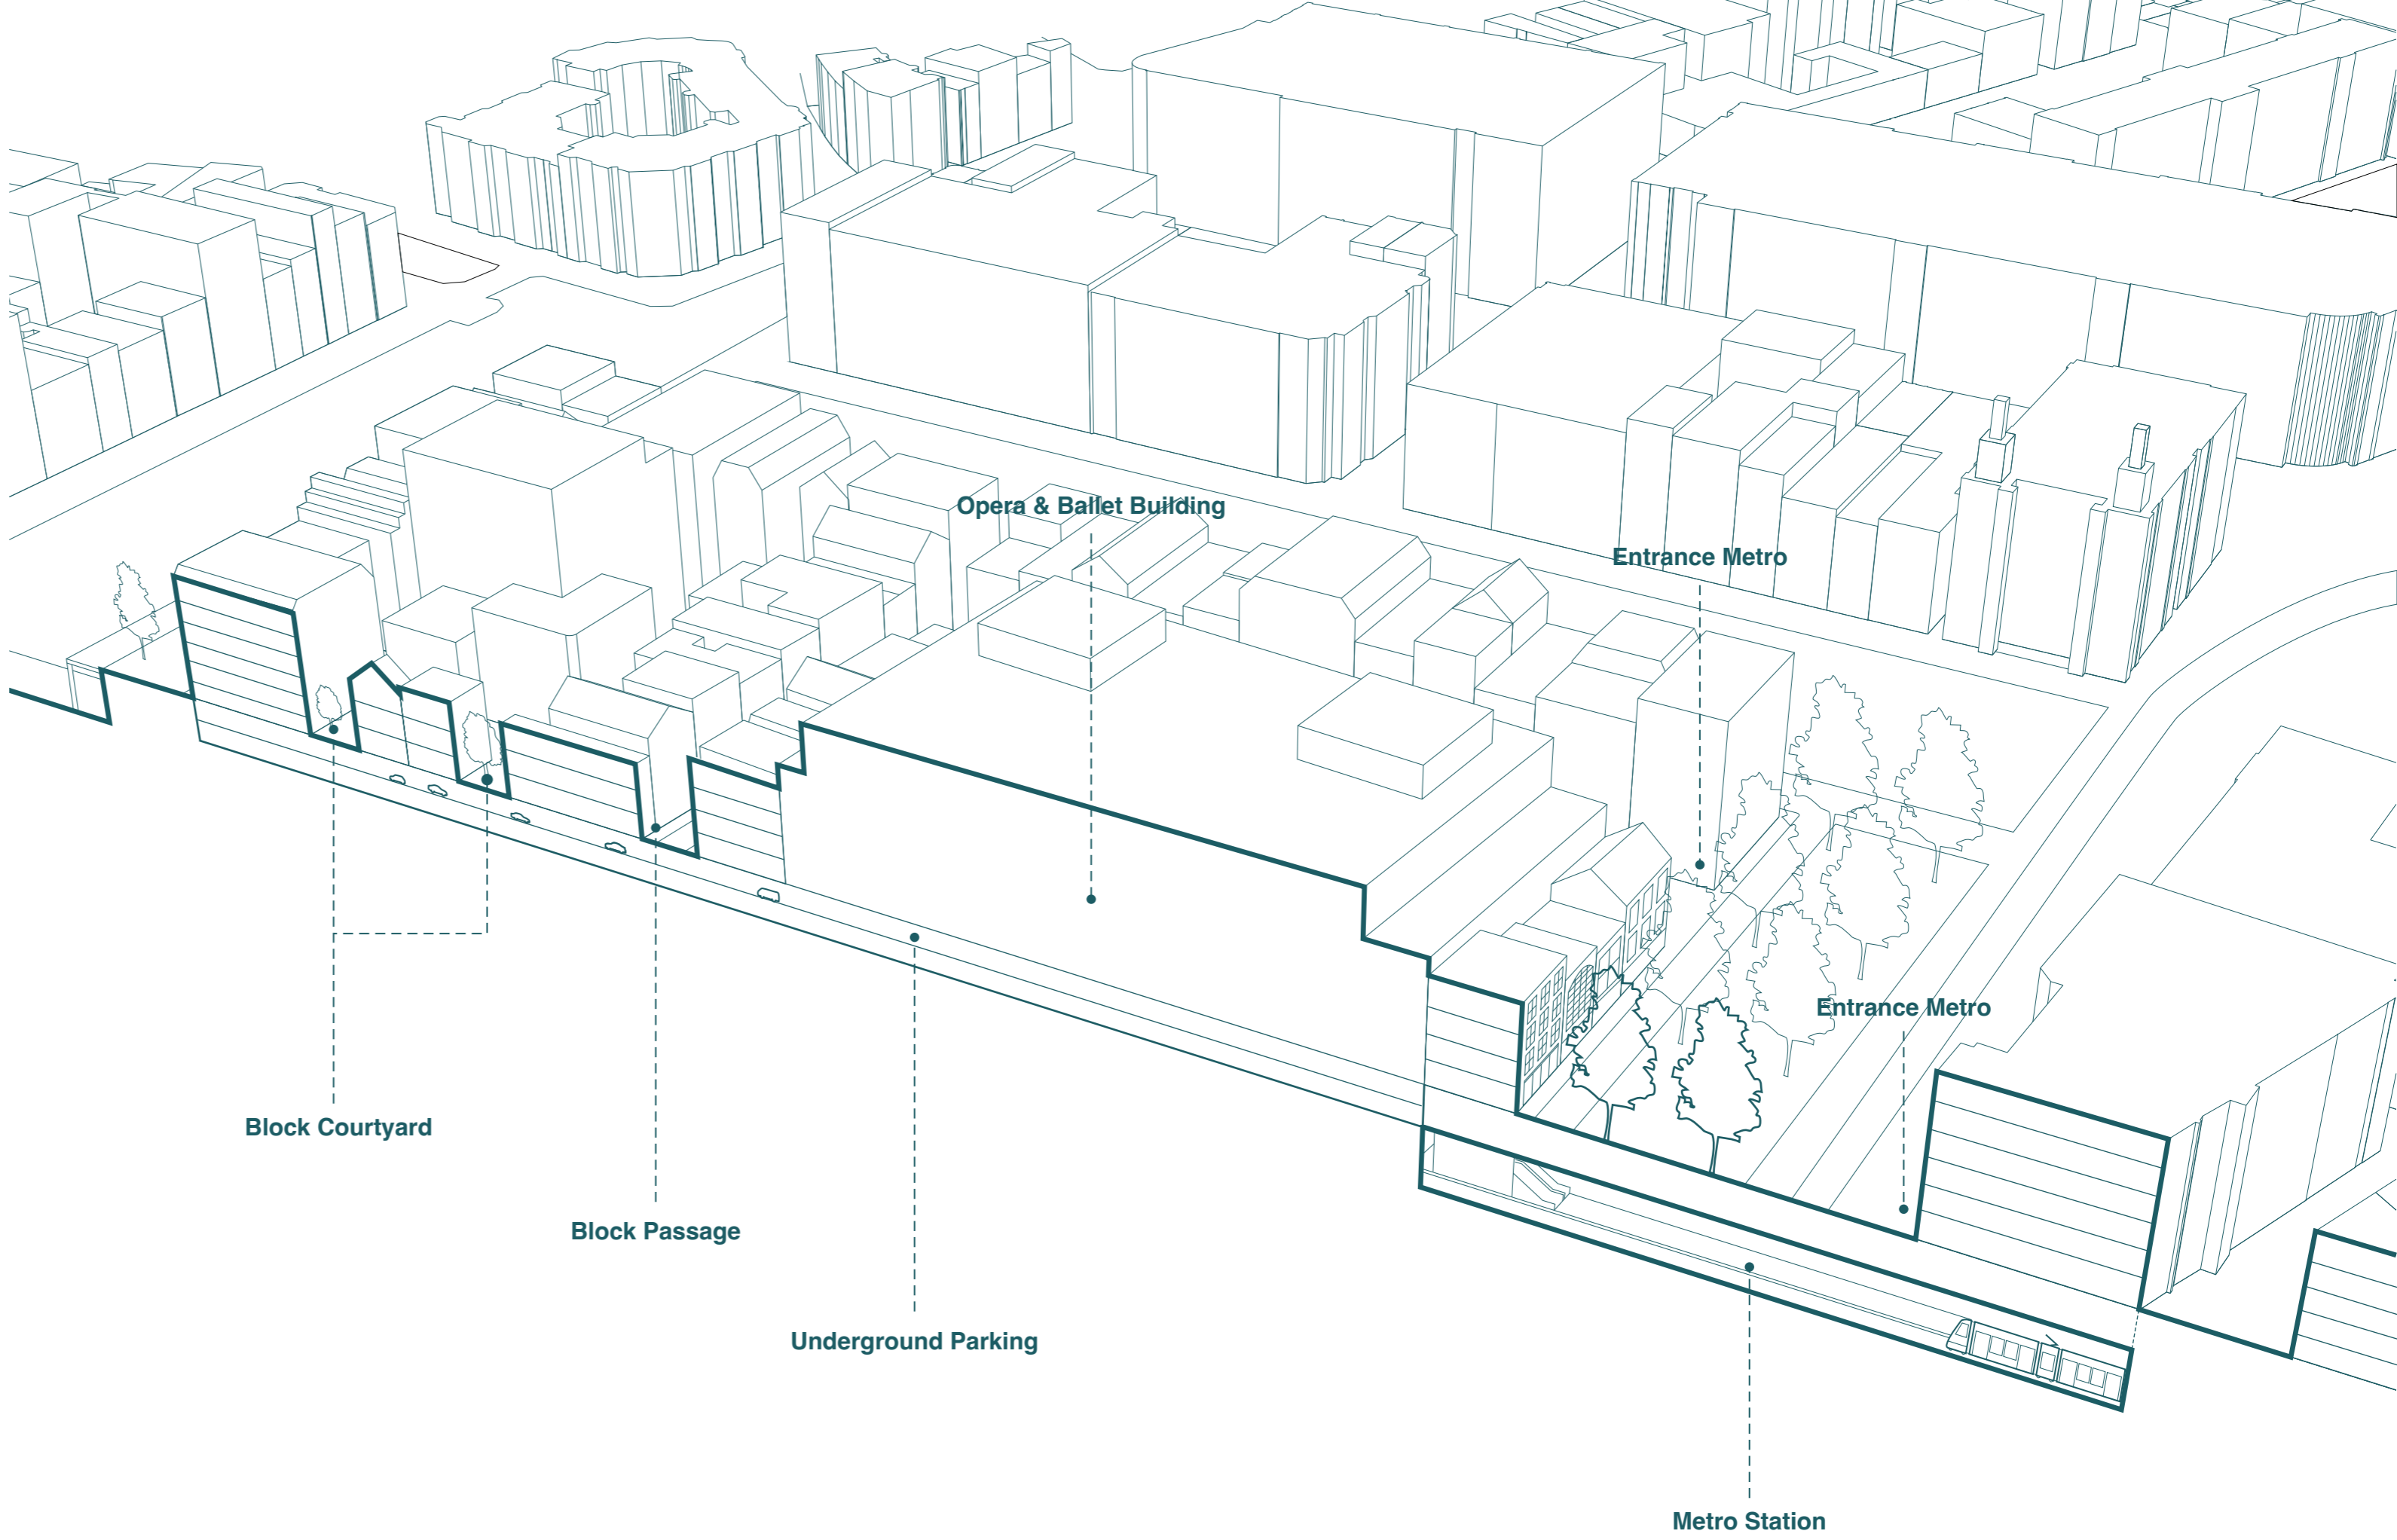 Opera & Ballet Building
Entrance Metro
Entrance Metro
Block Courtyard
Block Passage
Underground Parking
Metro Station